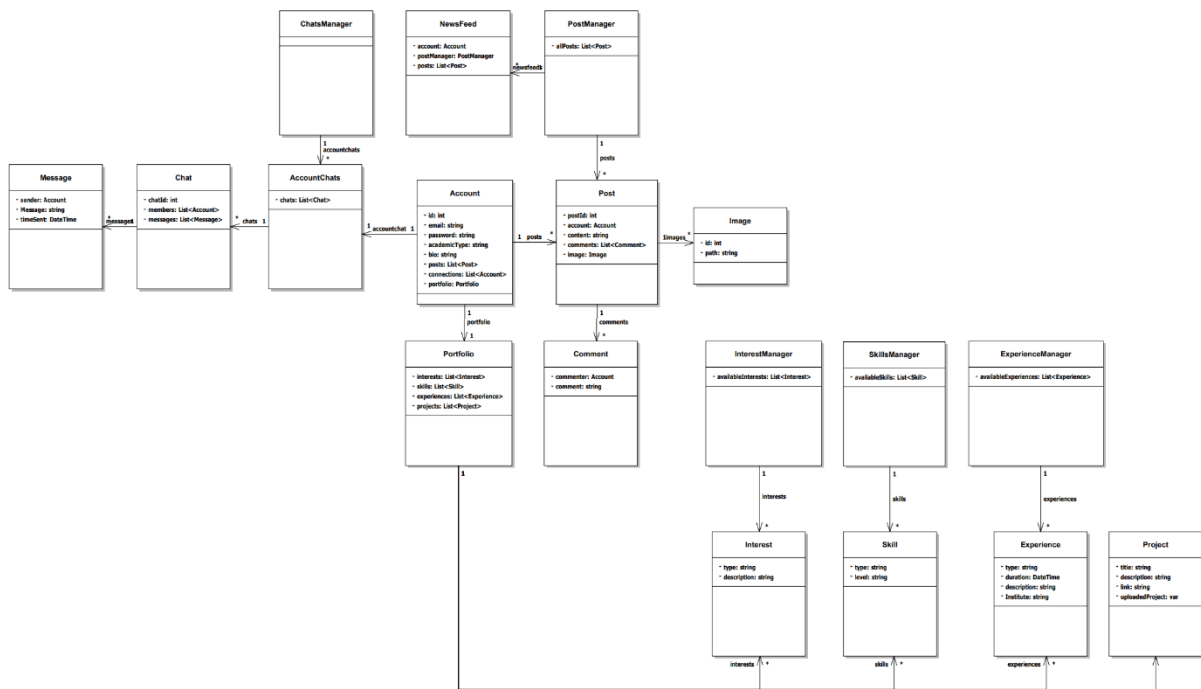 ChatsManager
NewsFeed
- account: Account
- postManager: PostManager
- posts: List<Post>
PostManager
- allPosts: List<Post>
* newsfeed 1
1
accountchats
*
1
posts
*
Message
- sender: Account
- Message: string
- timeSent: DateTime
* messages 1
Chat
- chatId: int
- members: List<Account>
- messages: List<Message>
* chats 1
AccountChats
- chats: List<Chat>
1 accountchat 1
Account
- id: int
- email: string
- password: string
- academicType: string
- bio: string
- posts: List<Post>
- connections: List<Account>
- portfolio: Portfolio
1 posts *
Post
- postId: int
- account: Account
- content: string
- comments: List<Comment>
- image: Image
1 images *
Image
- id: int
- path: string
1
portfolio
1
1
comments
*
Portfolio
- interests: List<Interest>
- skills: List<Skill>
- experiences: List<Experience>
- projects: List<Project>
Comment
- commenter: Account
- comment: string
InterestManager
- availableInterests: List<Interest>
SkillsManager
- availableSkills: List<Skill>
ExperienceManager
- availableExperiences: List<Experience>
1
1
interests
*
1
skills
*
1
experiences
*
Interest
- type: string
- description: string
Skill
- type: string
- level: string
Experience
- type: string
- duration: DateTime
- description: string
- Institute: string
Project
- title: string
- description: string
- link: string
- uploadedProject: var
interests *
skills *
experiences *